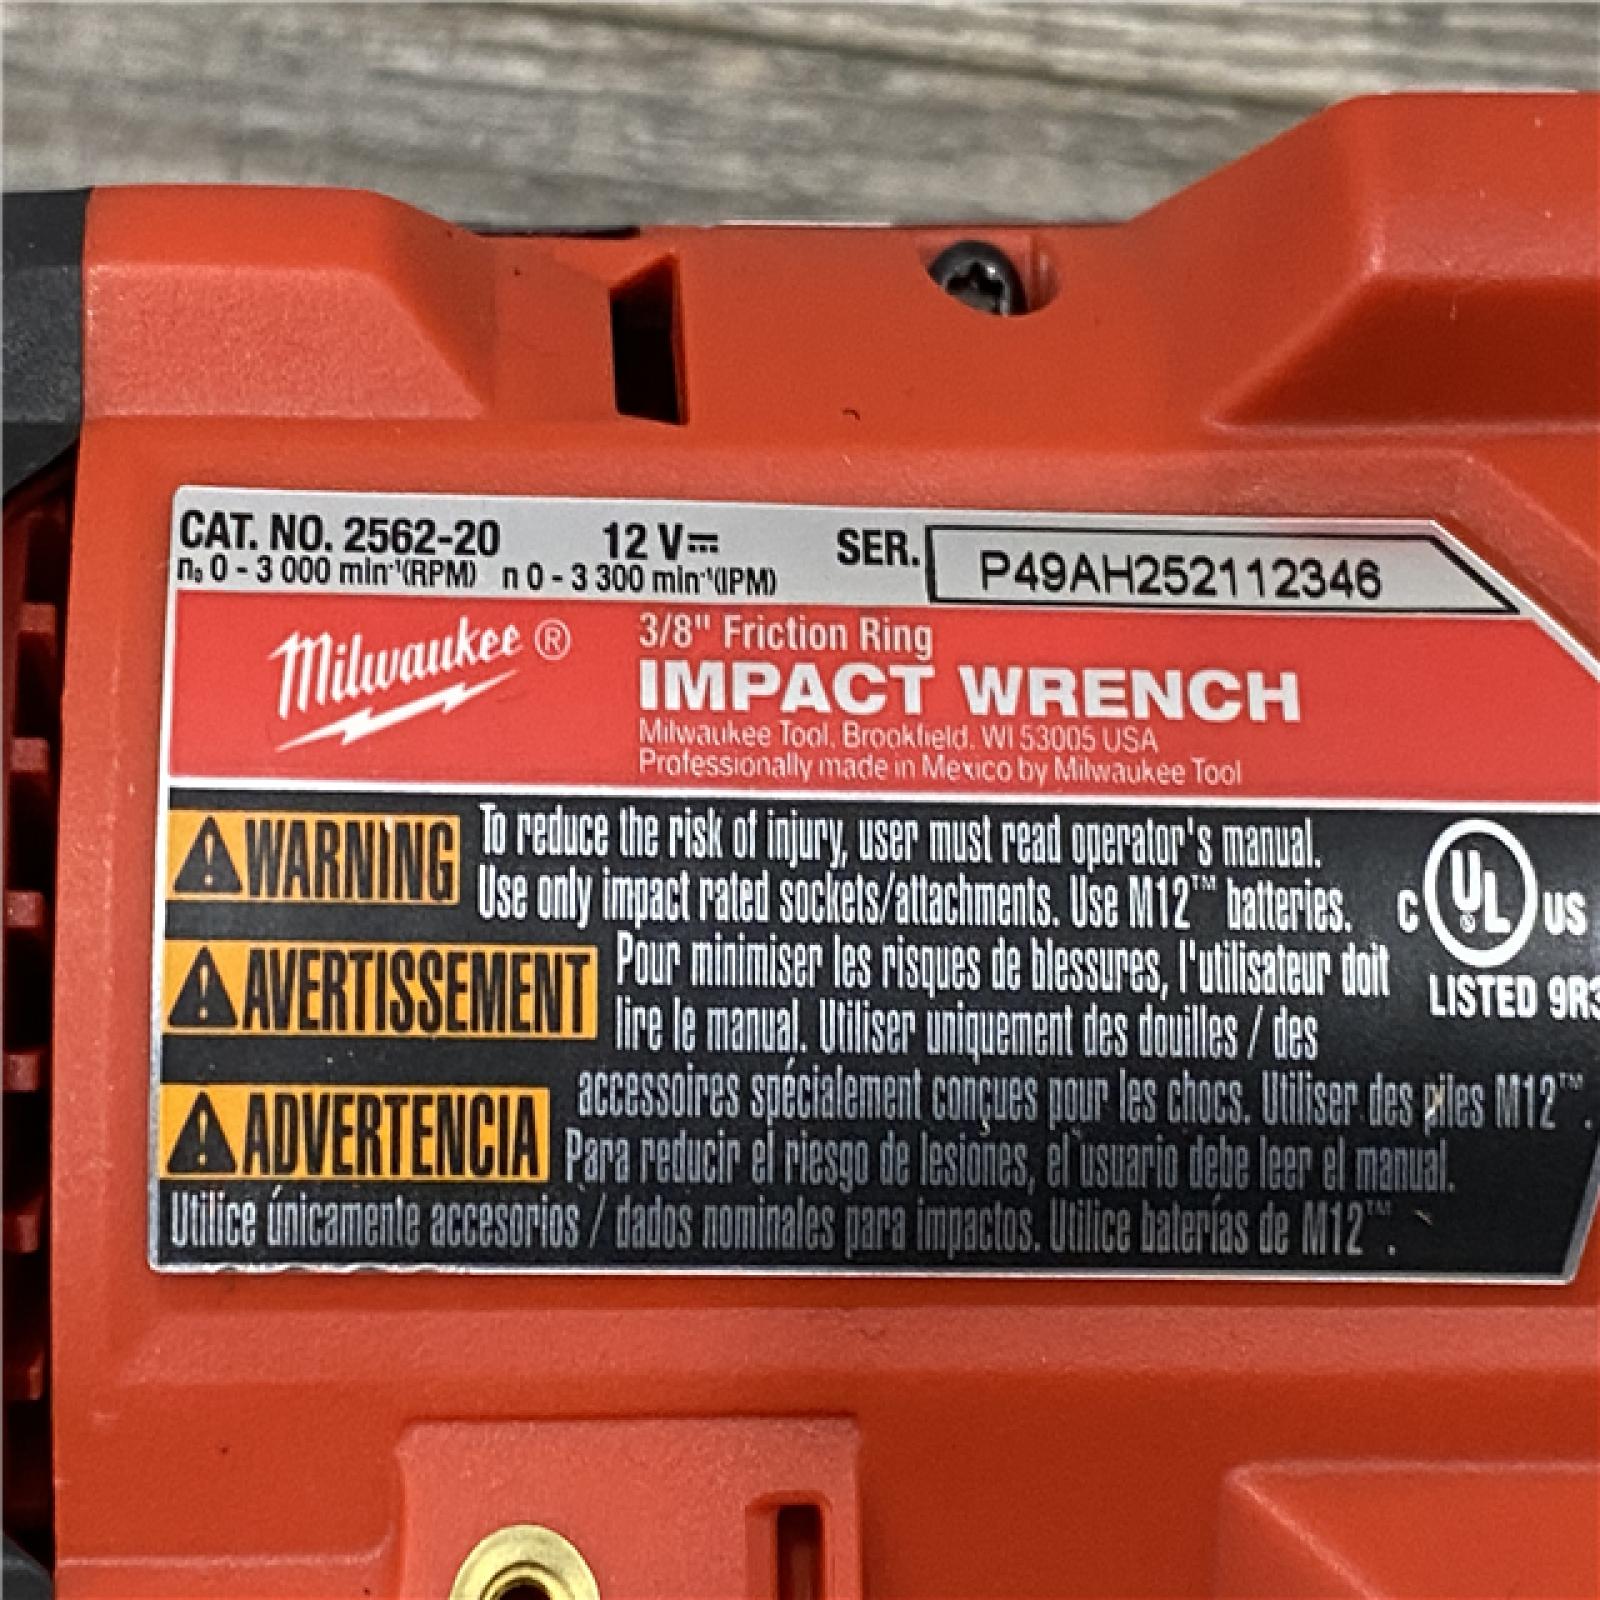 CAT. NO. 2562-20 12 V⎓ SER. P49AH252112346
n₀ 0 - 3 000 min⁻¹(RPM) n 0 - 3 300 min⁻¹(IPM)
Milwaukee®
3/8" Friction Ring
IMPACT WRENCH
Milwaukee Tool, Brookfield, WI 53005 USA
Professionally made in Mexico by Milwaukee Tool
WARNING To reduce the risk of injury, user must read operator's manual.
Use only impact rated sockets/attachments. Use M12™ batteries.
C UL® US
LISTED
AVERTISSEMENT Pour minimiser les risques de blessures, l'utilisateur doit
lire le manual. Utiliser uniquement des douilles / des
accessoires spécialement conçues pour les chocs. Utiliser des piles M12™.
ADVERTENCIA Para reducir el riesgo de lesiones, el usuario debe leer el manual.
Utilice únicamente accesorios / dados nominales para impactos. Utilice baterías de M12™.